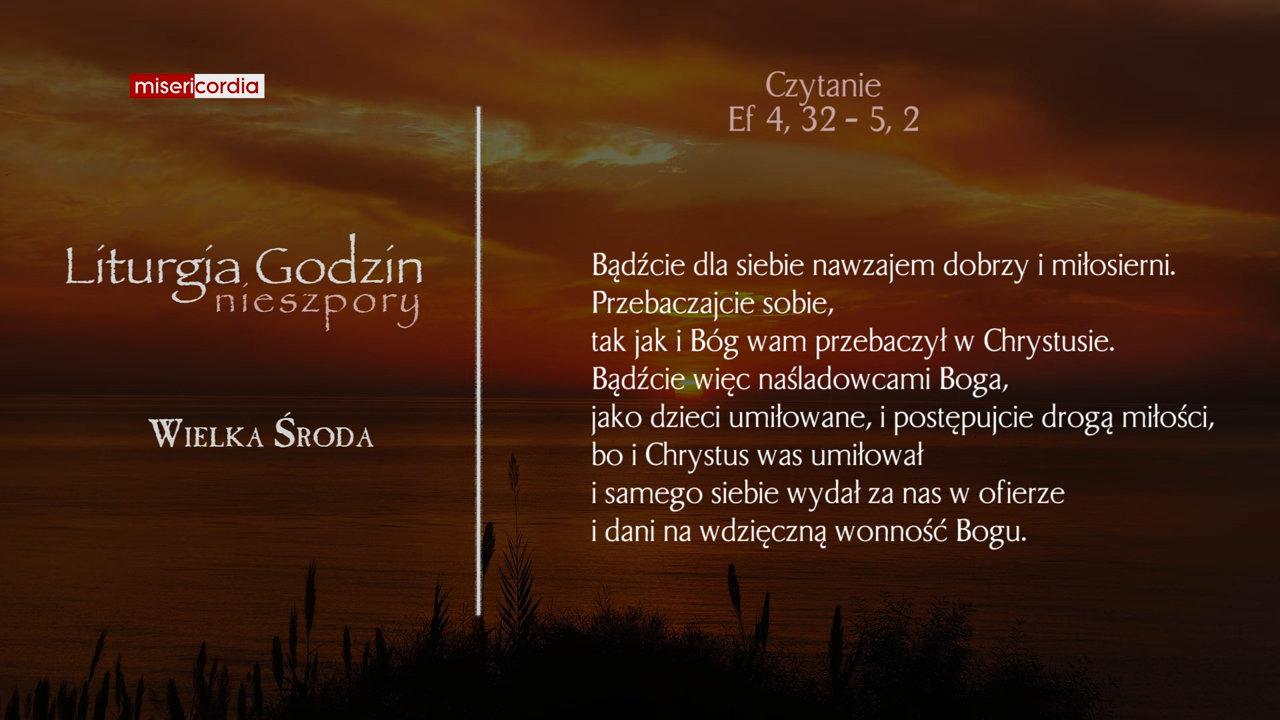 misericordia
Liturgia Godzin
nieszpory
Wielka Środa
Czytanie
Ef 4, 32 - 5, 2
Bądźcie dla siebie nawzajem dobrzy i miłosierni.
Przebaczajcie sobie,
tak jak i Bóg wam przebaczył w Chrystusie.
Bądźcie więc naśladowcami Boga,
jako dzieci umiłowane, i postępujcie drogą miłości,
bo i Chrystus was umiłował
i samego siebie wydał za nas w ofierze
i dani na wdzięczną wonność Bogu.